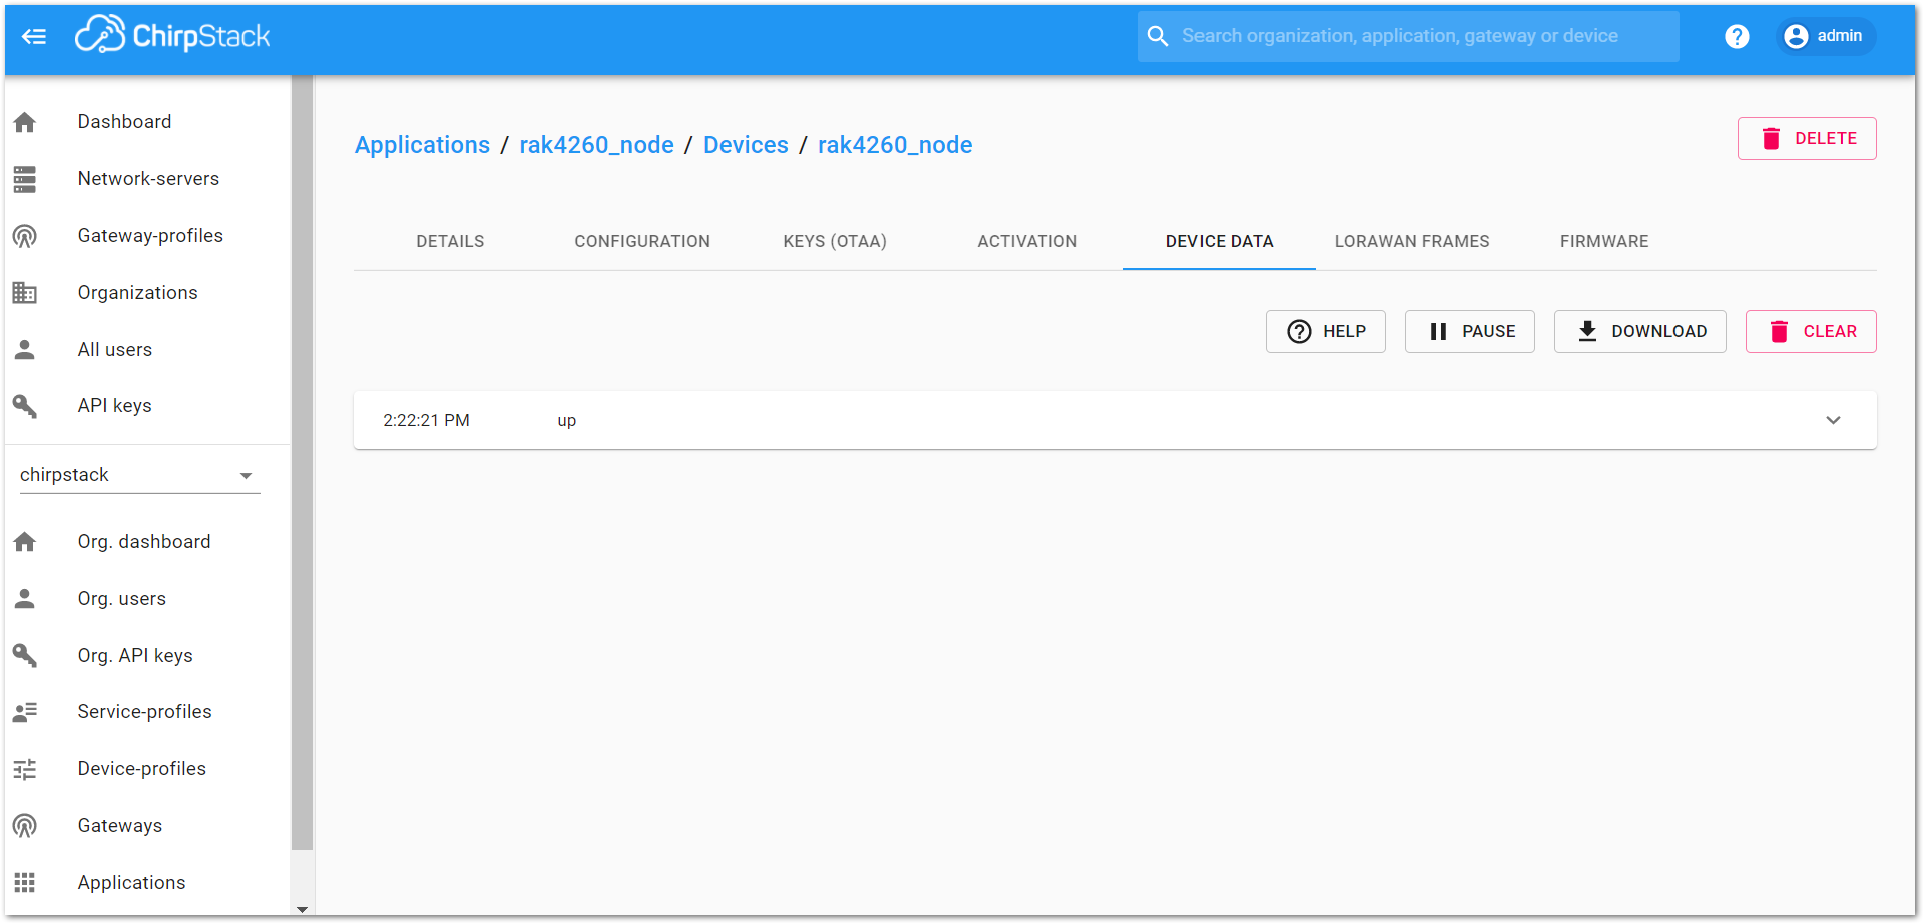 ChirpStack
Search organization, application, gateway or device
?
admin
Dashboard
Network-servers
Gateway-profiles
Organizations
All users
API keys
chirpstack
Org. dashboard
Org. users
Org. API keys
Service-profiles
Device-profiles
Gateways
Applications
Applications / rak4260_node / Devices / rak4260_node
DELETE
DETAILS CONFIGURATION KEYS (OTAA) ACTIVATION DEVICE DATA LORAWAN FRAMES FIRMWARE
? HELP PAUSE DOWNLOAD CLEAR
2:22:21 PM up